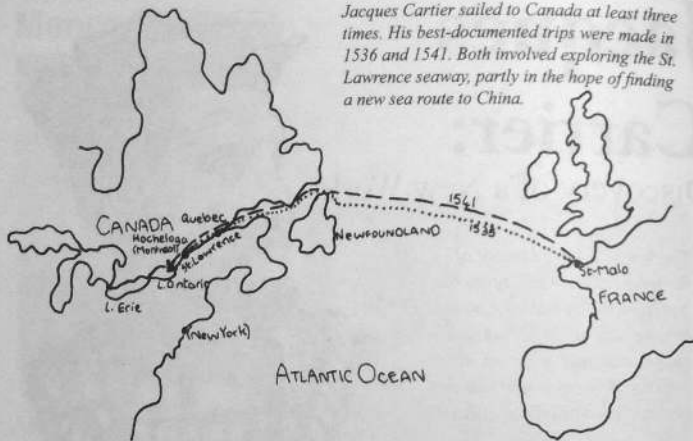 Jacques Cartier sailed to Canada at least three
times. His best-documented trips were made in
1536 and 1541. Both involved exploring the St.
Lawrence seaway, partly in the hope of finding
a new sea route to China.
1541
CANADA
Quebec
Hochelaga
(Montreal)
St. Lawrence
NEWFOUNDLAND
L. Ontario
L. Erie
St-Malo
FRANCE
(New York)
ATLANTIC OCEAN